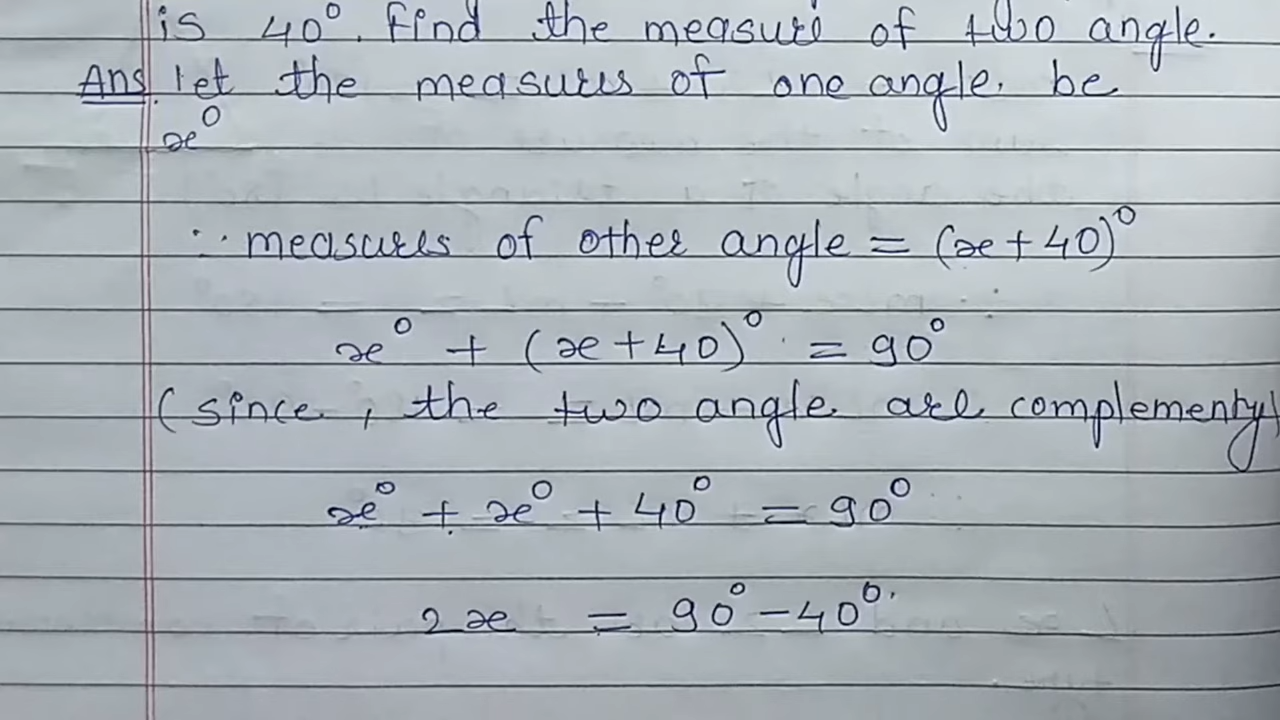 is 40°. find the measure of two angle.
Ans. let the measures of one angle. be
x°
∴ measures of other angle = (x+40)°
x° + (x+40)° = 90°
(since, the two angle are complementy)
x° + x° + 40° = 90°
2x = 90° - 40°